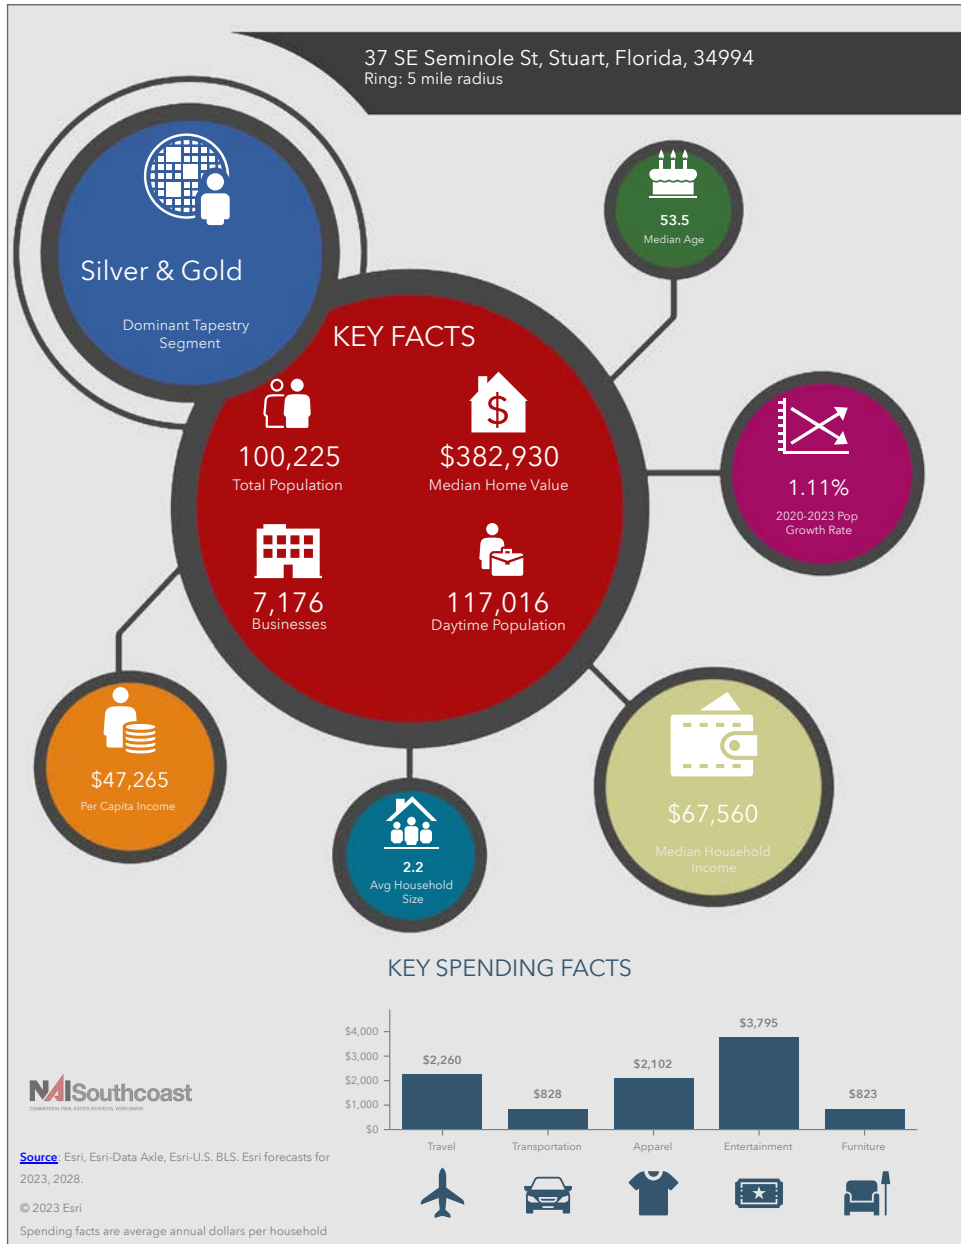 37 SE Seminole St, Stuart, Florida, 34994
Ring: 5 mile radius
Silver & Gold
Dominant Tapestry
Segment
53.5
Median Age
KEY FACTS
100,225
Total Population
$382,930
Median Home Value
7,176
Businesses
117,016
Daytime Population
1.11%
2020-2023 Pop
Growth Rate
$47,265
Per Capita Income
2.2
Avg Household
Size
$67,560
Median Household
Income
KEY SPENDING FACTS
$4,000
$3,000
$2,000
$1,000
$0
$2,260
$828
$2,102
$3,795
$823
Travel
Transportation
Apparel
Entertainment
Furniture
NAISouthcoast
COMMERCIAL REAL ESTATE SERVICES, WORLDWIDE
Source: Esri, Esri-Data Axle, Esri-U.S. BLS. Esri forecasts for
2023, 2028.
© 2023 Esri
Spending facts are average annual dollars per household